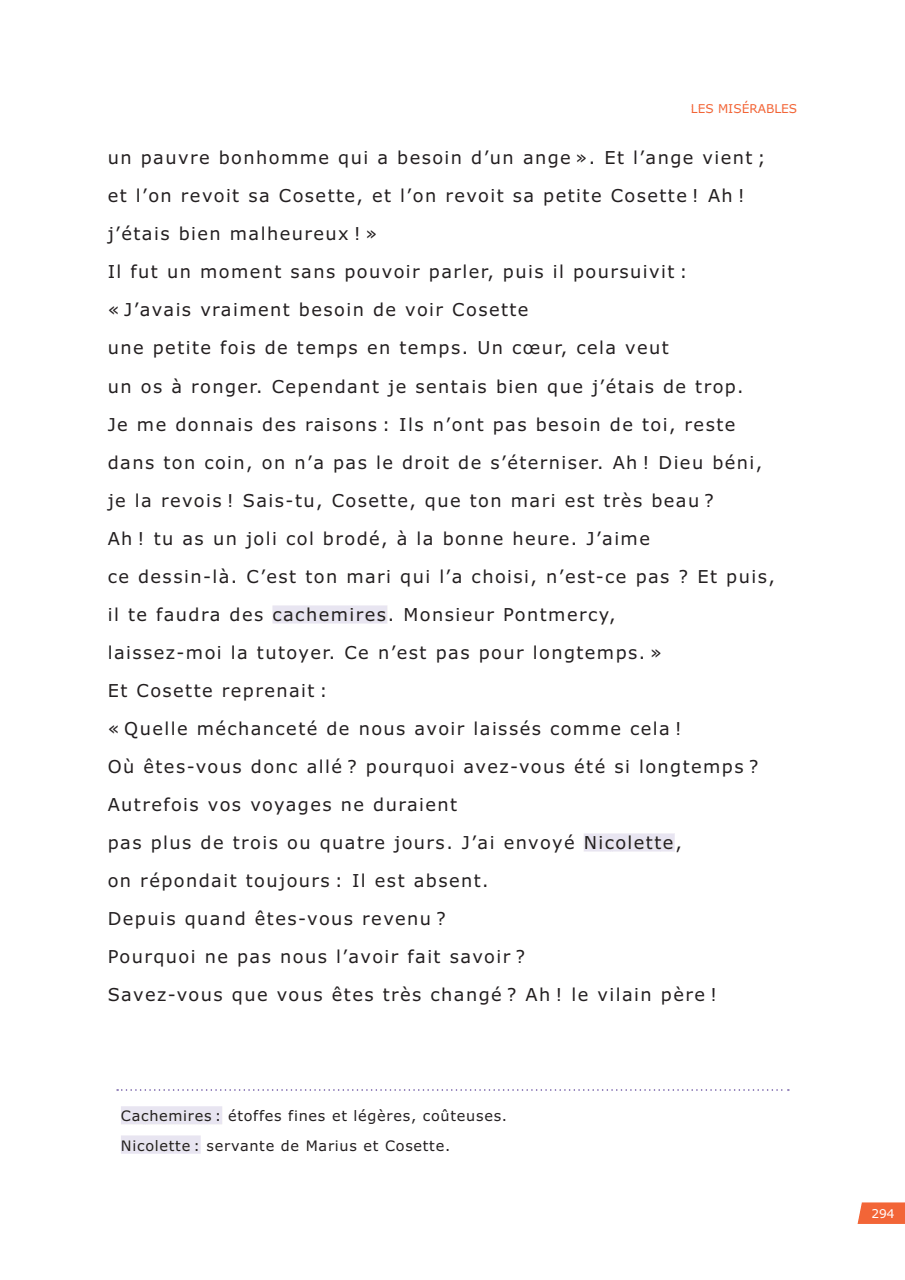 LES MISÉRABLES
un pauvre bonhomme qui a besoin d’un ange ». Et l’ange vient ;
et l’on revoit sa Cosette, et l’on revoit sa petite Cosette ! Ah !
j’étais bien malheureux ! »
Il fut un moment sans pouvoir parler, puis il poursuivit :
« J’avais vraiment besoin de voir Cosette
une petite fois de temps en temps. Un cœur, cela veut
un os à ronger. Cependant je sentais bien que j’étais de trop.
Je me donnais des raisons : Ils n’ont pas besoin de toi, reste
dans ton coin, on n’a pas le droit de s’éterniser. Ah ! Dieu béni,
je la revois ! Sais-tu, Cosette, que ton mari est très beau ?
Ah ! tu as un joli col brodé, à la bonne heure. J’aime
ce dessin-là. C’est ton mari qui l’a choisi, n’est-ce pas ? Et puis,
il te faudra des cachemires. Monsieur Pontmercy,
laissez-moi la tutoyer. Ce n’est pas pour longtemps. »
Et Cosette reprenait :
« Quelle méchanceté de nous avoir laissés comme cela !
Où êtes-vous donc allé ? pourquoi avez-vous été si longtemps ?
Autrefois vos voyages ne duraient
pas plus de trois ou quatre jours. J’ai envoyé Nicolette,
on répondait toujours : Il est absent.
Depuis quand êtes-vous revenu ?
Pourquoi ne pas nous l’avoir fait savoir ?
Savez-vous que vous êtes très changé ? Ah ! le vilain père !
Cachemires : étoffes fines et légères, coûteuses.
Nicolette : servante de Marius et Cosette.
294